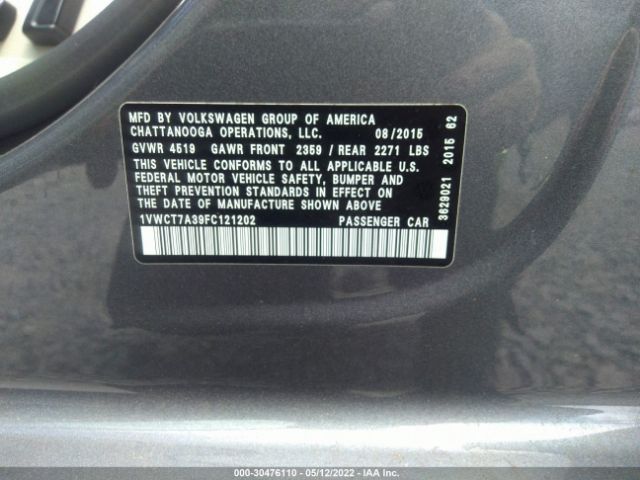 MFD BY VOLKSWAGEN GROUP OF AMERICA
CHATTANOOGA OPERATIONS, LLC. 08/2015
GVWR 4519 GAWR FRONT 2359 / REAR 2271 LBS
THIS VEHICLE CONFORMS TO ALL APPLICABLE U.S.
FEDERAL MOTOR VEHICLE SAFETY, BUMPER AND
THEFT PREVENTION STANDARDS IN EFFECT ON
THE DATE OF MANUFACTURE SHOWN ABOVE
1VWCT7A39FC121202 PASSENGER CAR
3629021 2015 62
000-30476110 - 05/12/2022 - IAA Inc.